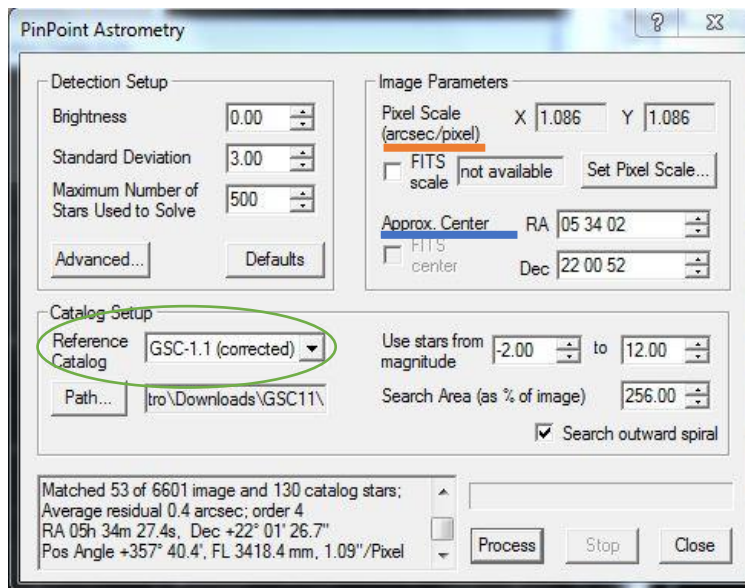 PinPoint Astrometry
Detection Setup
Brightness 0.00
Standard Deviation 3.00
Maximum Number of
Stars Used to Solve 500
Advanced... Defaults
Image Parameters
Pixel Scale
(arcsec/pixel) X 1.086 Y 1.086
FITS
scale not available Set Pixel Scale...
Approx. Center RA 05 34 02
FITS
center Dec 22 00 52
Catalog Setup
Reference
Catalog GSC-1.1 (corrected)
Path... tro\Downloads\GSC11\
Use stars from
magnitude -2.00 to 12.00
Search Area (as % of image) 256.00
Search outward spiral
Matched 53 of 6601 image and 130 catalog stars;
Average residual 0.4 arcsec; order 4
RA 05h 34m 27.4s, Dec +22° 01' 26.7"
Pos Angle +357° 40.4', FL 3418.4 mm, 1.09"/Pixel
Process Stop Close